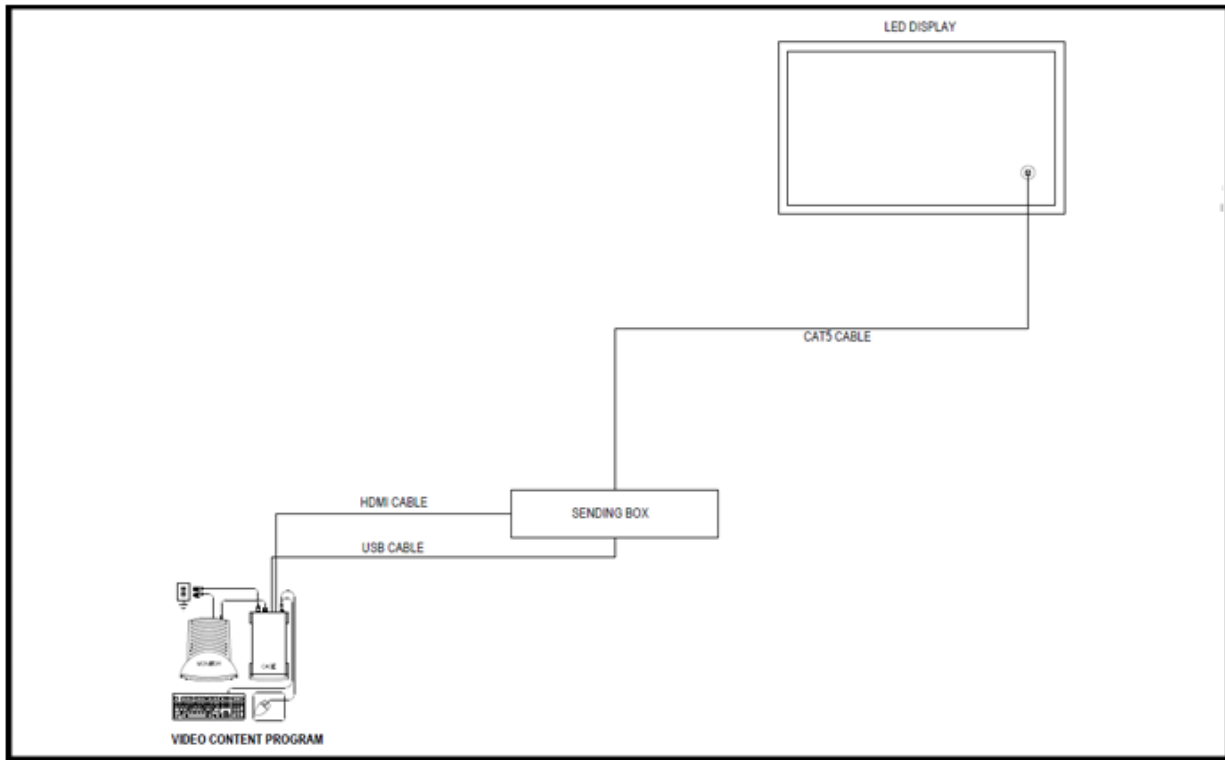 LED DISPLAY
CAT5 CABLE
HDMI CABLE
SENDING BOX
USB CABLE
VIDEO CONTENT PROGRAM